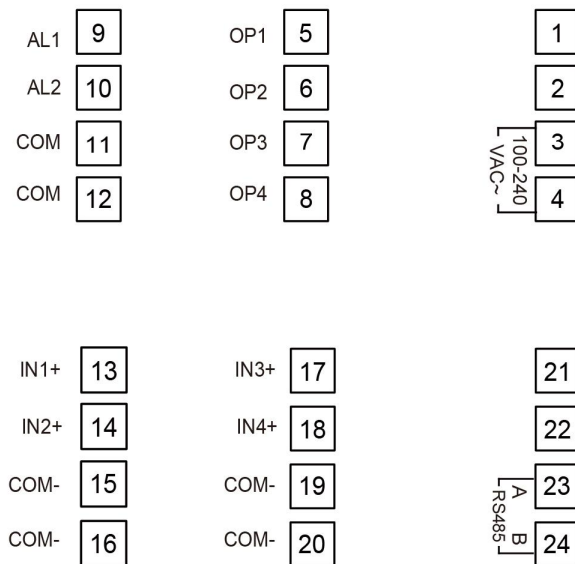 AL1 9 OP1 5 1
AL2 10 OP2 6 2
COM 11 OP3 7 3
COM 12 OP4 8 4
100-240
VAC~
IN1+ 13 IN3+ 17 21
IN2+ 14 IN4+ 18 22
COM- 15 COM- 19 A 23
COM- 16 COM- 20 B 24
RS485